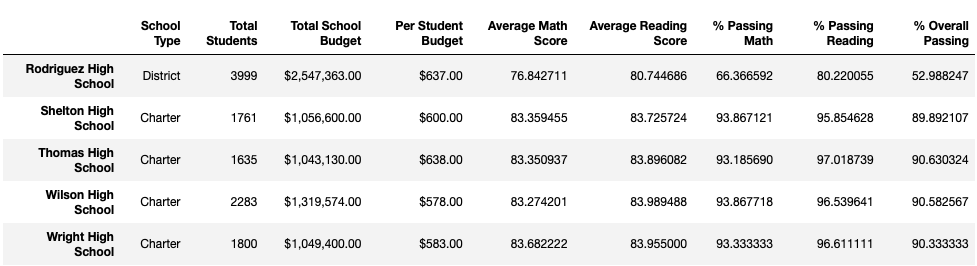 School Type Total Students Total School Budget Per Student Budget Average Math Score Average Reading Score % Passing Math % Passing Reading % Overall Passing
Rodriguez High School District 3999 $2,547,363.00 $637.00 76.842711 80.744686 66.366592 80.220055 52.988247
Shelton High School Charter 1761 $1,056,600.00 $600.00 83.359455 83.725724 93.867121 95.854628 89.892107
Thomas High School Charter 1635 $1,043,130.00 $638.00 83.350937 83.896082 93.185690 97.018739 90.630324
Wilson High School Charter 2283 $1,319,574.00 $578.00 83.274201 83.989488 93.867718 96.539641 90.582567
Wright High School Charter 1800 $1,049,400.00 $583.00 83.682222 83.955000 93.333333 96.611111 90.333333